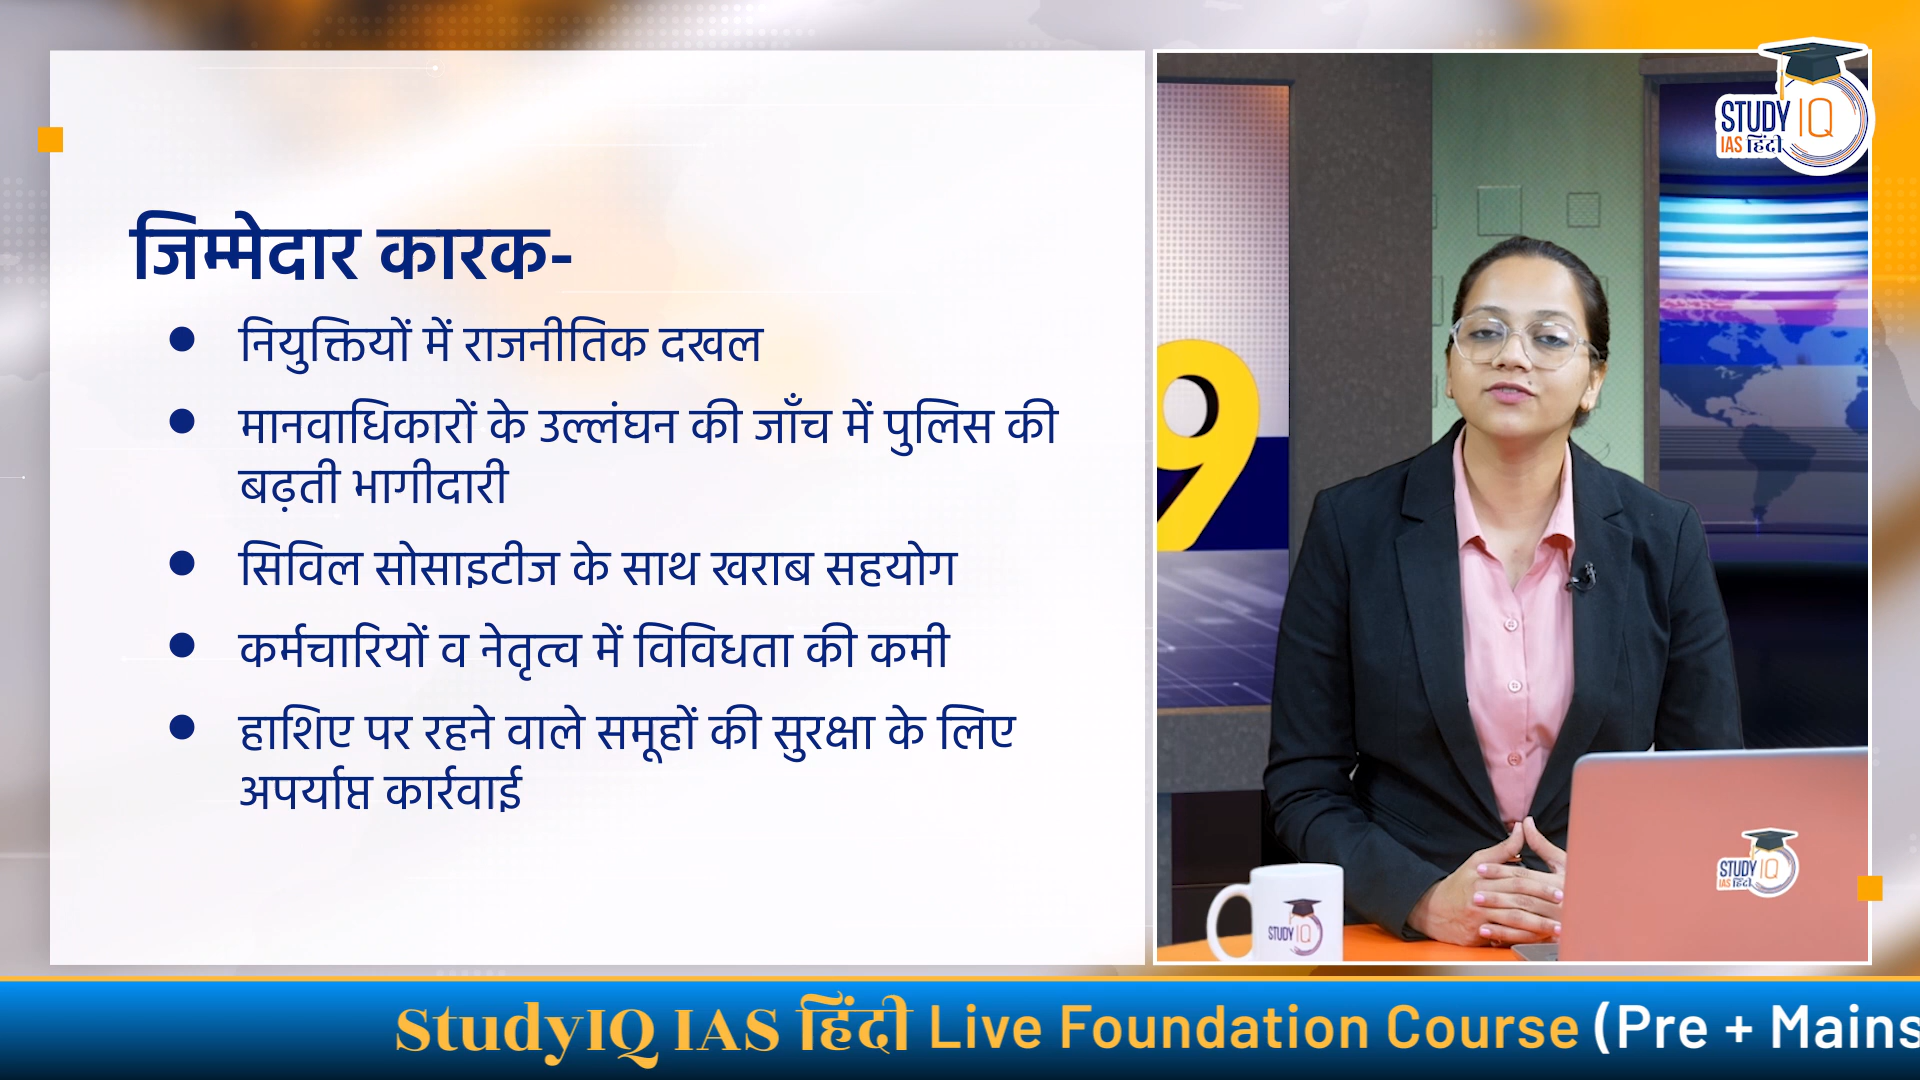 जिम्मेदार कारक-
नियुक्तियों में राजनीतिक दखल
मानवाधिकारों के उल्लंघन की जाँच में पुलिस की
बढ़ती भागीदारी
सिविल सोसाइटीज के साथ खराब सहयोग
कर्मचारियों व नेतृत्व में विविधता की कमी
हाशिए पर रहने वाले समूहों की सुरक्षा के लिए
अपर्याप्त कार्रवाई
9
STUDY IQ
IAS हिंदी
STUDY IQ
IAS हिंदी
STUDY IQ
StudyIQ IAS हिंदी Live Foundation Course (Pre + Mains